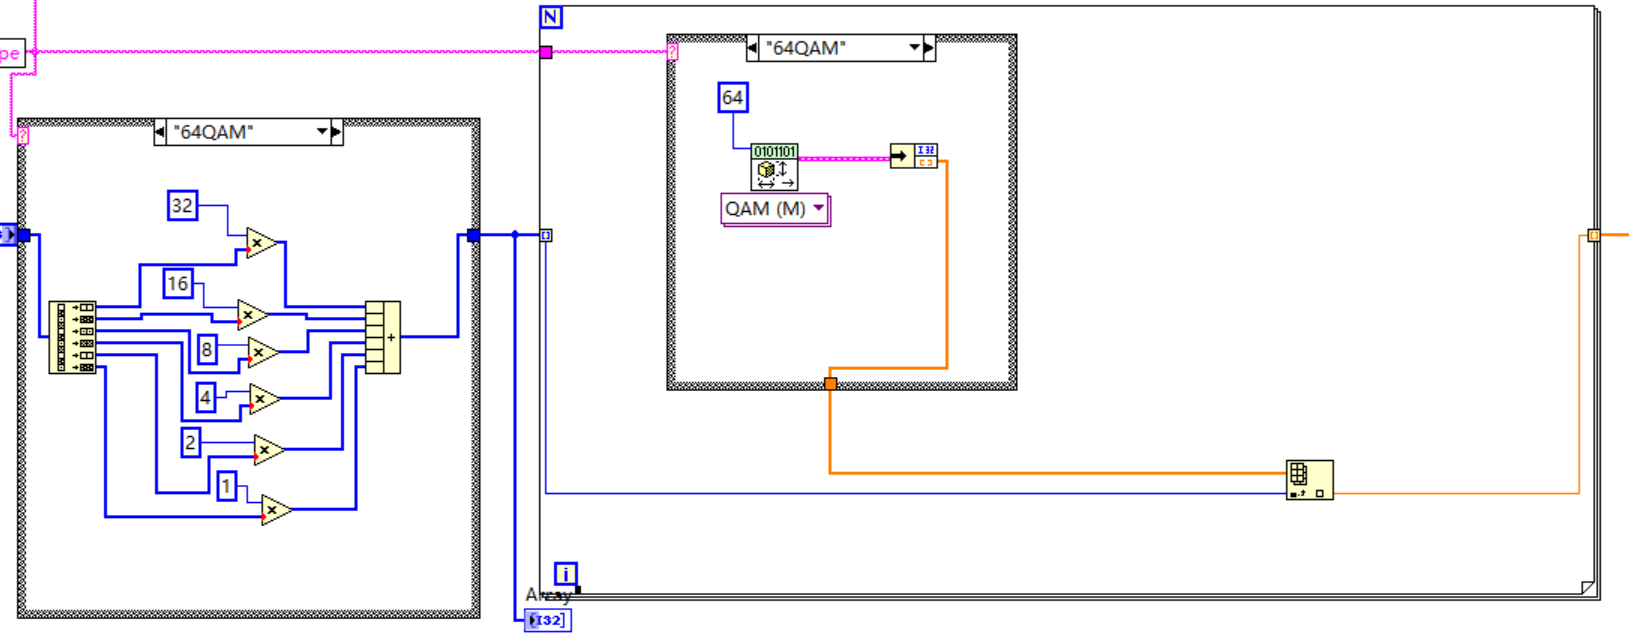 N
pe
"64QAM"
64
?
"64QAM"
?
0101101
I32
QAM (M)
32
×
16
×
8
×
+
4
×
2
×
1
×
i
Array
I32]